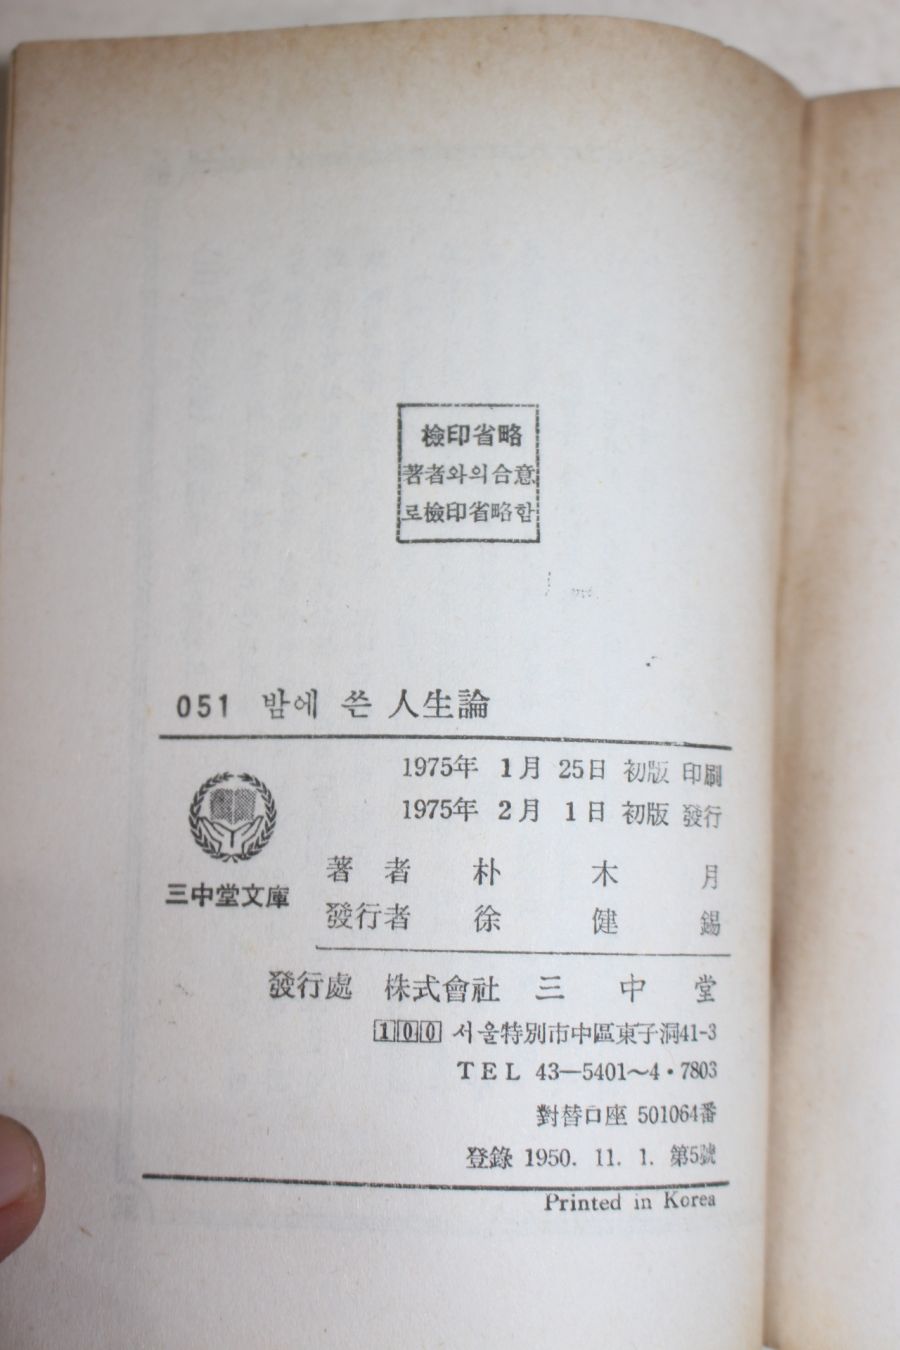 檢印省略
著者와의合意
로檢印省略함
051 밤에 쓴 人生論
1975年 1月 25日 初版 印刷
1975年 2月 1日 初版 發行
三中堂文庫
著者 朴木月
發行者 徐健錫
發行處 株式會社 三中堂
100 서울特別市中區東子洞41-3
TEL 43—5401～4・7803
對替口座 501064番
登錄 1950. 11. 1. 第5號
Printed in Korea